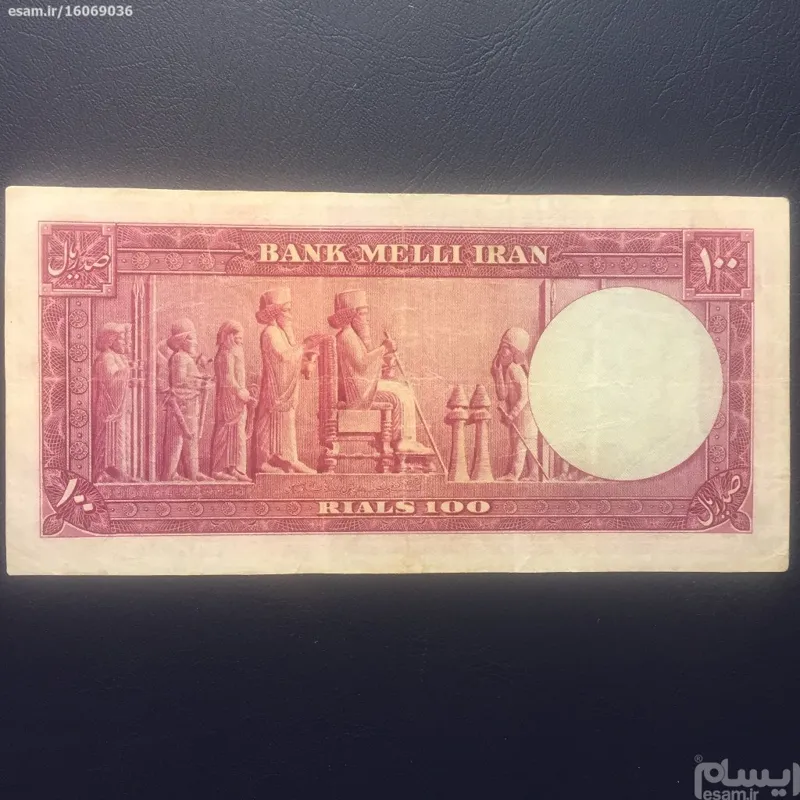 esam.ir/16069036
صد ریال
BANK MELLI IRAN
۱۰۰
۱۰۰
RIALS 100
صد ریال
ایسام®
esam.ir